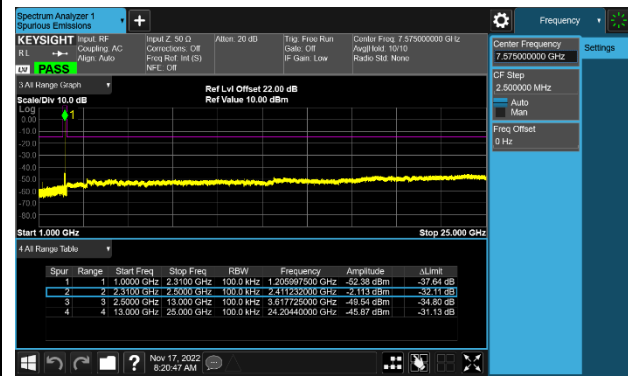 Spectrum Analyzer 1
Spurious Emissions
Frequency
KEYSIGHT
RL
PASS
Input: RF
Coupling: AC
Align: Auto
Input Z: 50 Ω
Corrections: Off
Freq Ref: Int (S)
NFE: Off
Atten: 20 dB
Trig: Free Run
Gate: Off
IF Gain: Low
Center Freq: 7.575000000 GHz
Avg|Hold: 10/10
Radio Std: None
Center Frequency
7.575000000 GHz
Settings
CF Step
2.500000 MHz
Auto
Man
Freq Offset
0 Hz
3 All Range Graph
Scale/Div 10.0 dB
Ref Lvl Offset 22.00 dB
Ref Value 10.00 dBm
Log
1
0.00
-10.0
-20.0
-30.0
-40.0
-50.0
-60.0
-70.0
-80.0
Start 1.000 GHz
Stop 25.000 GHz
4 All Range Table
Spur Range Start Freq Stop Freq RBW Frequency Amplitude ΔLimit
1 1 1.0000 GHz 2.3100 GHz 100.0 kHz 1.205997500 GHz -52.38 dBm -37.64 dB
2 2 2.3100 GHz 2.5000 GHz 100.0 kHz 2.411232000 GHz -2.113 dBm -32.11 dB
3 3 2.5000 GHz 13.000 GHz 100.0 kHz 3.617725000 GHz -49.54 dBm -34.80 dB
4 4 13.000 GHz 25.000 GHz 100.0 kHz 24.20440000 GHz -45.87 dBm -31.13 dB
Nov 17, 2022
8:20:47 AM